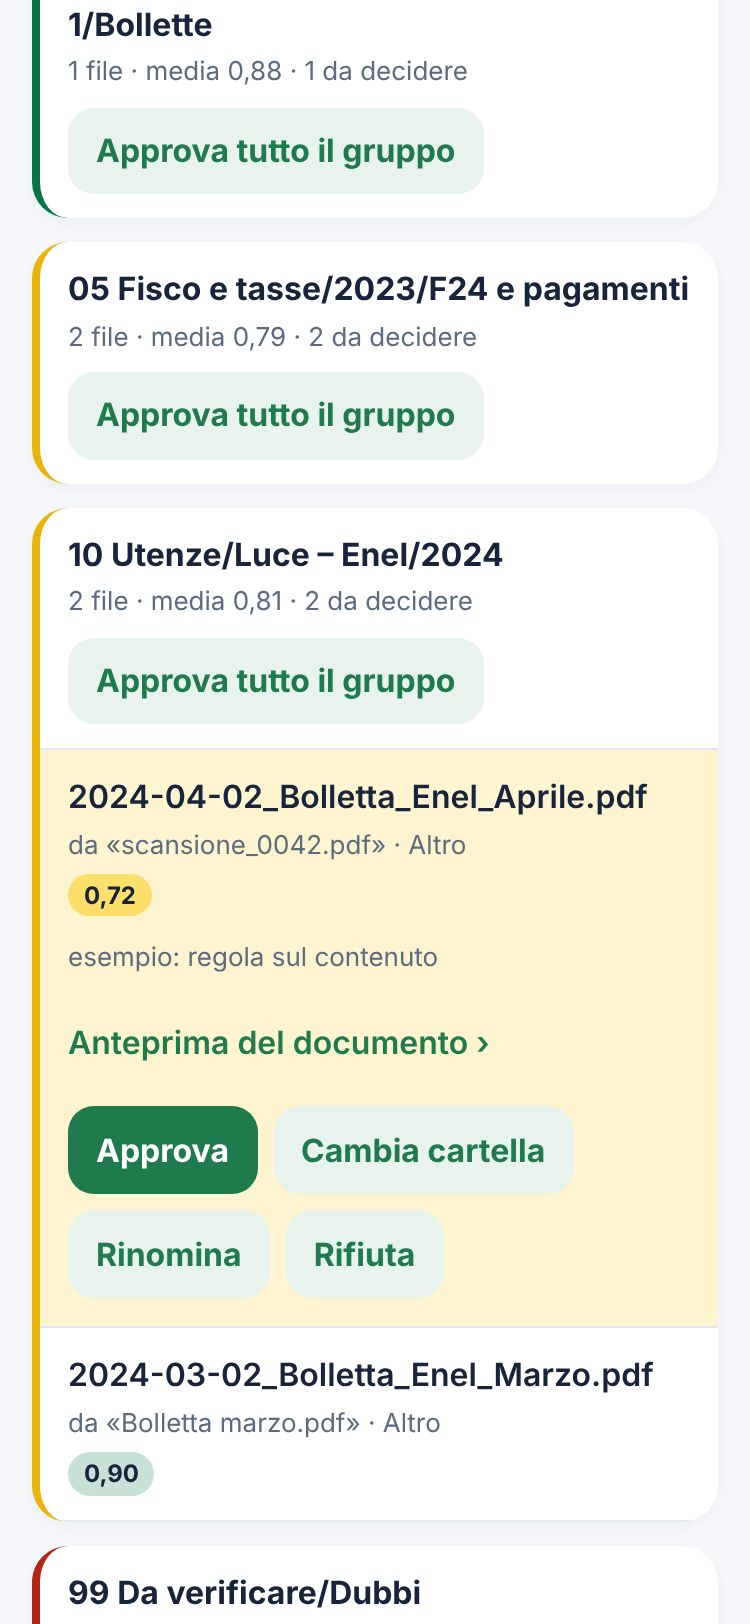 1/Bollette
1 file · media 0,88 · 1 da decidere
Approva tutto il gruppo
05 Fisco e tasse/2023/F24 e pagamenti
2 file · media 0,79 · 2 da decidere
Approva tutto il gruppo
10 Utenze/Luce – Enel/2024
2 file · media 0,81 · 2 da decidere
Approva tutto il gruppo
2024-04-02_Bolletta_Enel_Aprile.pdf
da «scansione_0042.pdf» · Altro
0,72
esempio: regola sul contenuto
Anteprima del documento ›
Approva
Cambia cartella
Rinomina
Rifiuta
2024-03-02_Bolletta_Enel_Marzo.pdf
da «Bolletta marzo.pdf» · Altro
0,90
99 Da verificare/Dubbi